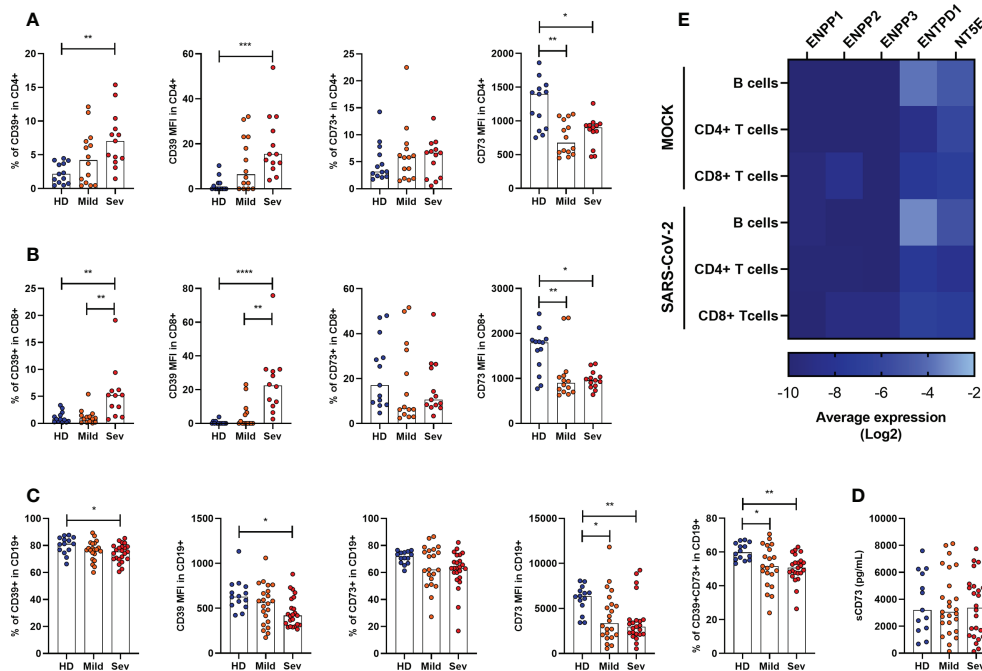 A
% of CD39+ in CD4+
20
15
10
5
0
**
HD Mild Sev
CD39 MFI in CD4+
60
40
20
0
***
HD Mild Sev
% of CD73+ in CD4+
25
20
15
10
5
0
HD Mild Sev
CD73 MFI in CD4+
2000
1500
1000
500
0
*
**
HD Mild Sev
B
% of CD39+ in CD8+
25
20
15
10
5
0
**
**
HD Mild Sev
CD39 MFI in CD8+
80
60
40
20
0
****
**
HD Mild Sev
% of CD73+ in CD8+
60
40
20
0
HD Mild Sev
CD73 MFI in CD8+
3000
2000
1000
0
*
**
HD Mild Sev
E
ENPP1
ENPP2
ENPP3
ENTPD1
NT5E
MOCK
B cells
CD4+ T cells
CD8+ T cells
SARS-CoV-2
B cells
CD4+ T cells
CD8+ Tcells
-10 -8 -6 -4 -2
Average expression
(Log2)
C
% of CD39+ in CD19+
100
80
60
40
20
0
*
HD Mild Sev
CD39 MFI in CD19+
1500
1000
500
0
*
HD Mild Sev
% of CD73+ in CD19+
100
80
60
40
20
0
HD Mild Sev
CD73 MFI in CD19+
15000
10000
5000
0
**
*
HD Mild Sev
% of CD39+CD73+ in CD19+
80
60
40
20
0
**
*
HD Mild Sev
D
sCD73 (pg/mL)
10000
8000
6000
4000
2000
0
HD Mild Sev